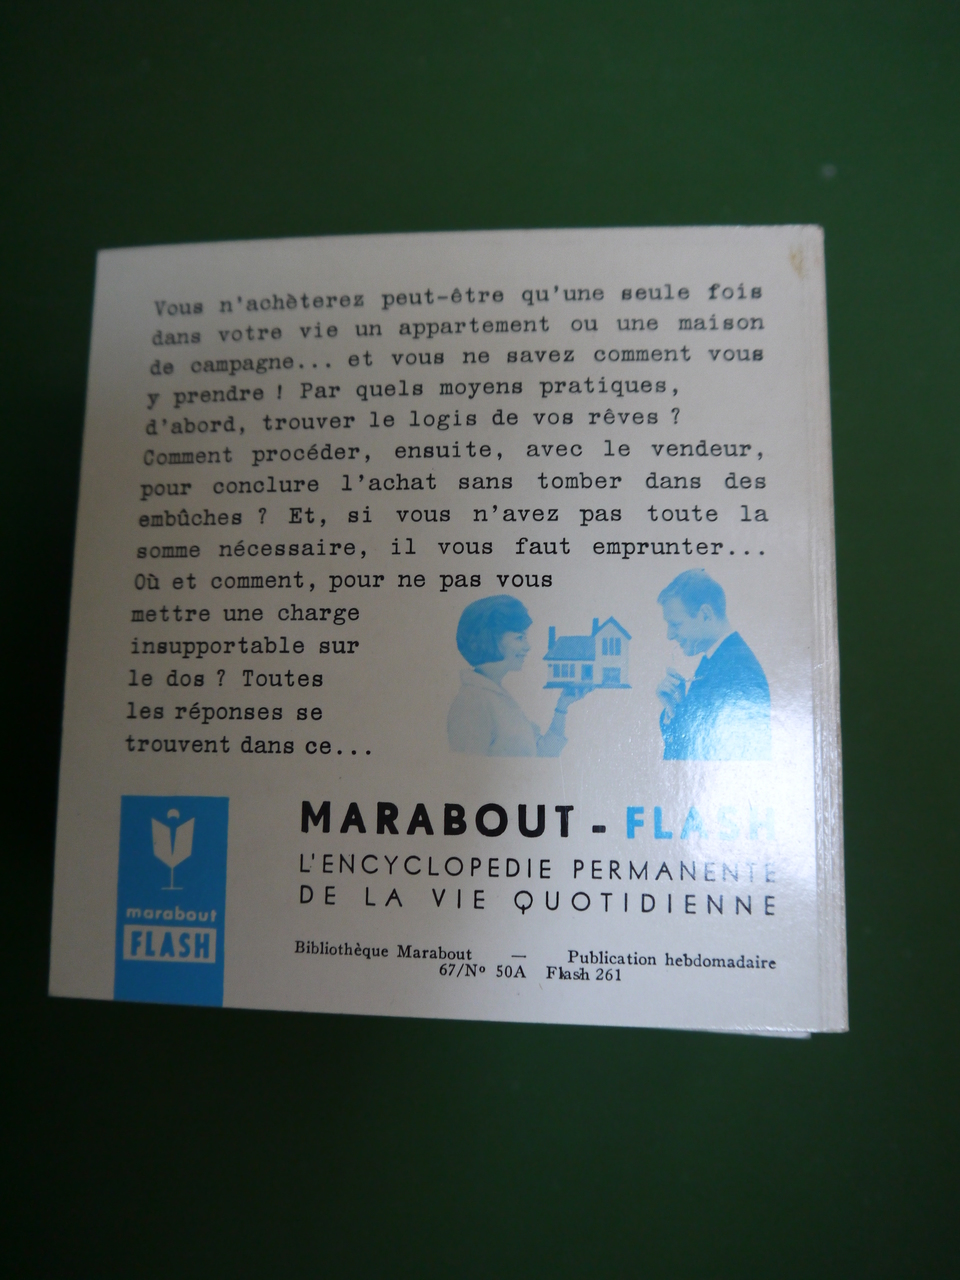 Vous n'achèterez peut-être qu'une seule fois
dans votre vie un appartement ou une maison
de campagne... et vous ne savez comment vous
y prendre ! Par quels moyens pratiques,
d'abord, trouver le logis de vos rêves ?
Comment procéder, ensuite, avec le vendeur,
pour conclure l'achat sans tomber dans des
embûches ? Et, si vous n'avez pas toute la
somme nécessaire, il vous faut emprunter...
Où et comment, pour ne pas vous
mettre une charge
insupportable sur
le dos ? Toutes
les réponses se
trouvent dans ce...
MARABOUT - FLASH
L'ENCYCLOPEDIE PERMANENTE
DE LA VIE QUOTIDIENNE
marabout
FLASH
Bibliothèque Marabout — Publication hebdomadaire
67/Nº 50A Flash 261